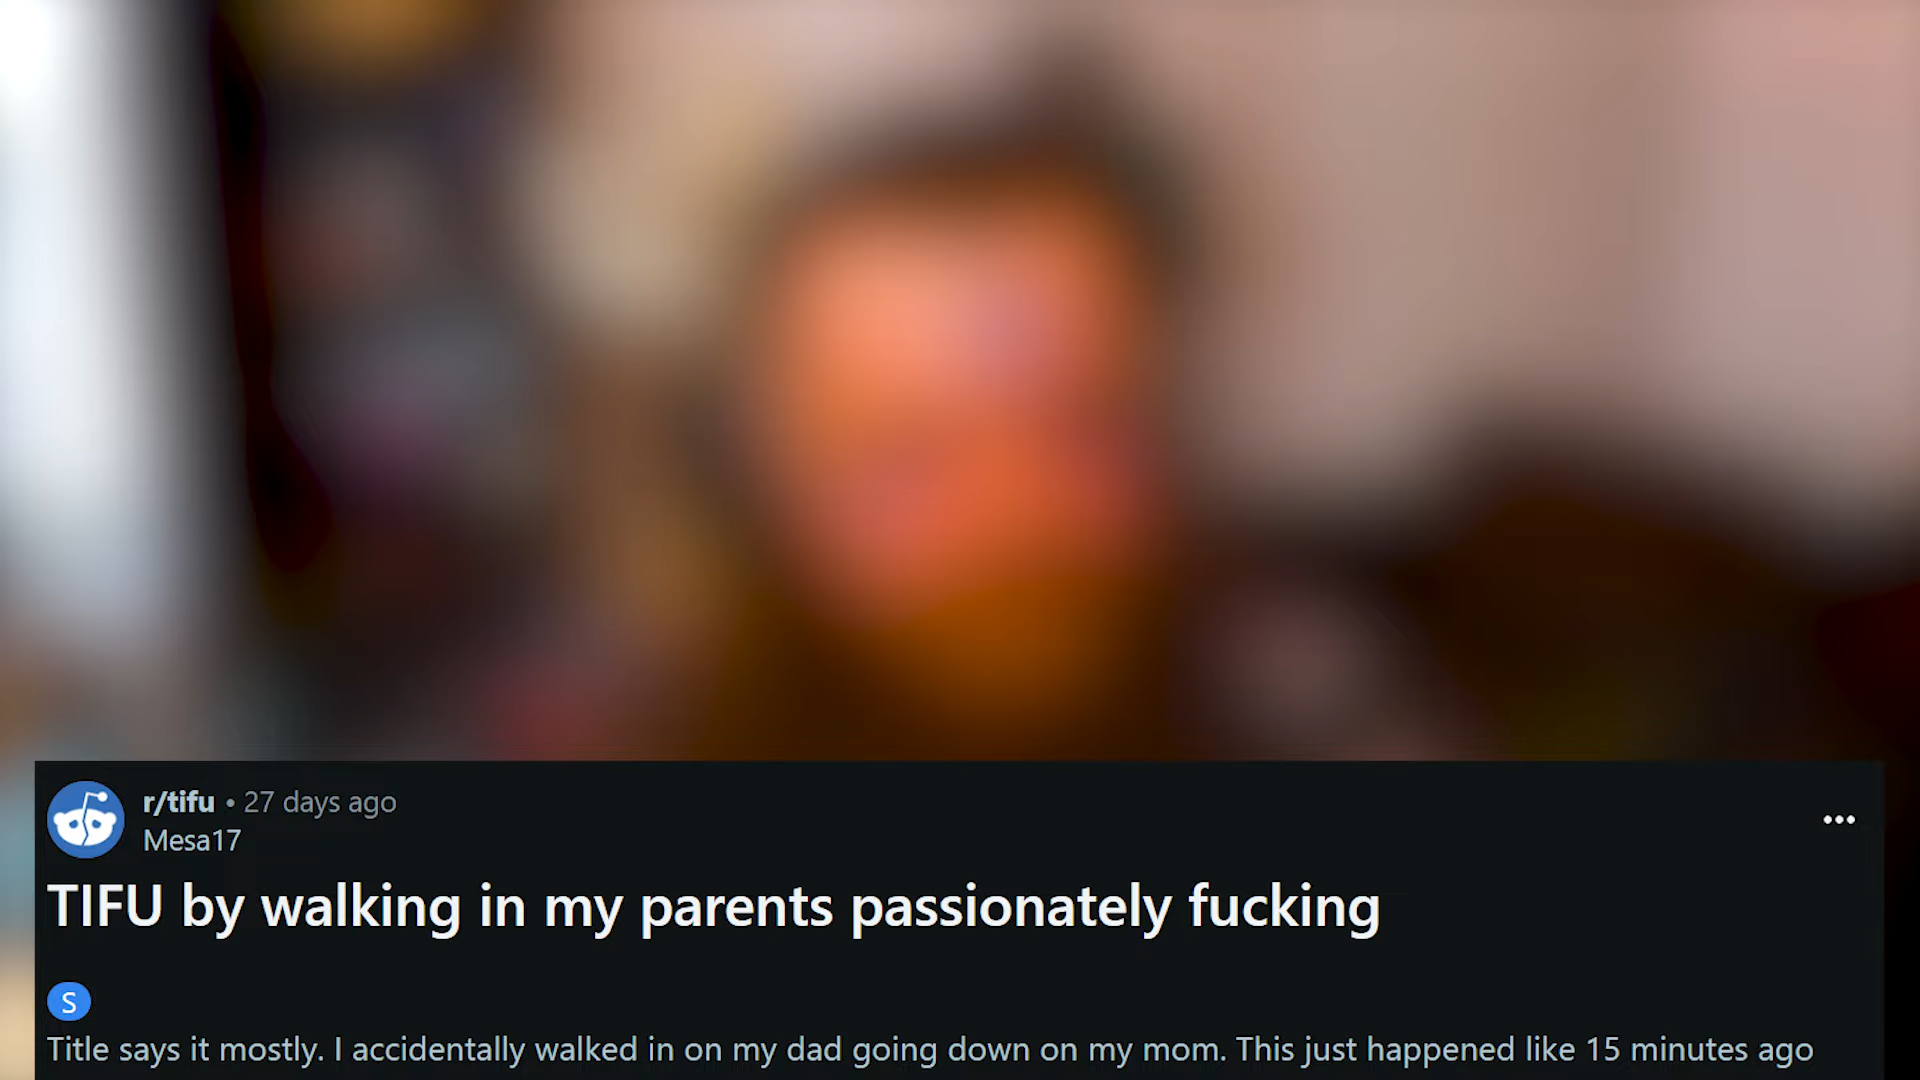 r/tifu • 27 days ago
Mesa17
TIFU by walking in my parents passionately fucking
S
Title says it mostly. I accidentally walked in on my dad going down on my mom. This just happened like 15 minutes ago